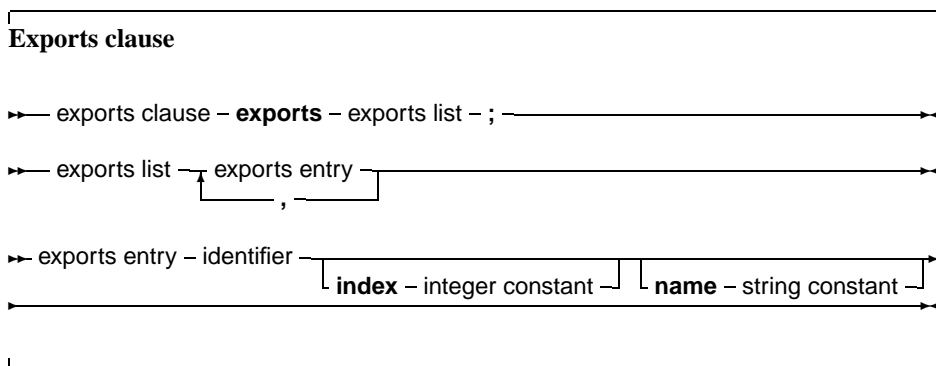 Exports clause
exports clause – exports – exports list – ;
exports list exports entry
,
exports entry – identifier
index – integer constant name – string constant